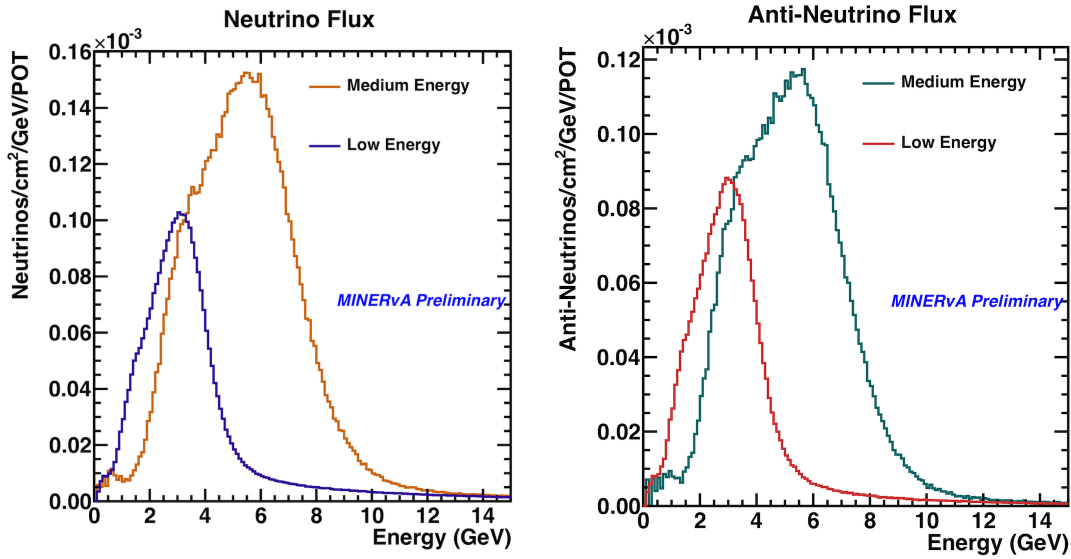 Neutrino Flux
×10⁻³
Neutrinos/cm²/GeV/POT
0.16
0.14
0.12
0.10
0.08
0.06
0.04
0.02
0.00
Medium Energy
Low Energy
MINERvA Preliminary
0 2 4 6 8 10 12 14
Energy (GeV)
Anti-Neutrino Flux
×10⁻³
Anti-Neutrinos/cm²/GeV/POT
0.12
0.10
0.08
0.06
0.04
0.02
0.00
Medium Energy
Low Energy
MINERvA Preliminary
0 2 4 6 8 10 12 14
Energy (GeV)